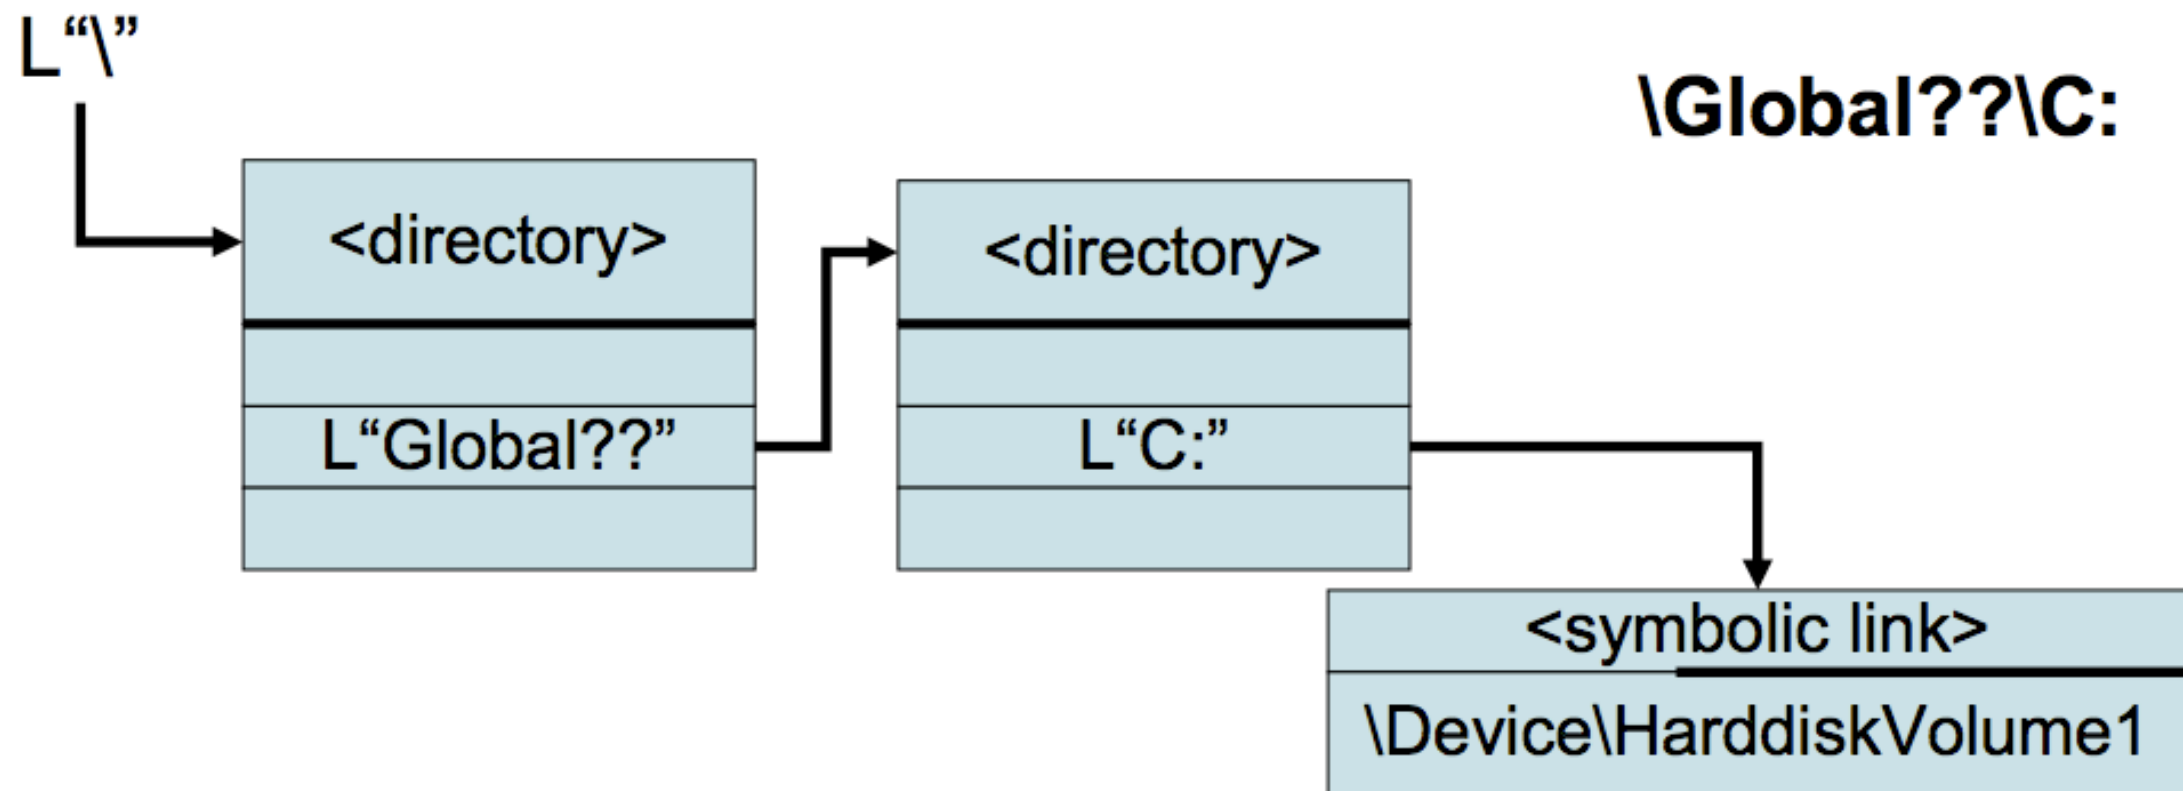 L“\”
\Global??\C:
<directory>
<directory>
L“Global??”
L“C:”
<symbolic link>
\Device\HarddiskVolume1